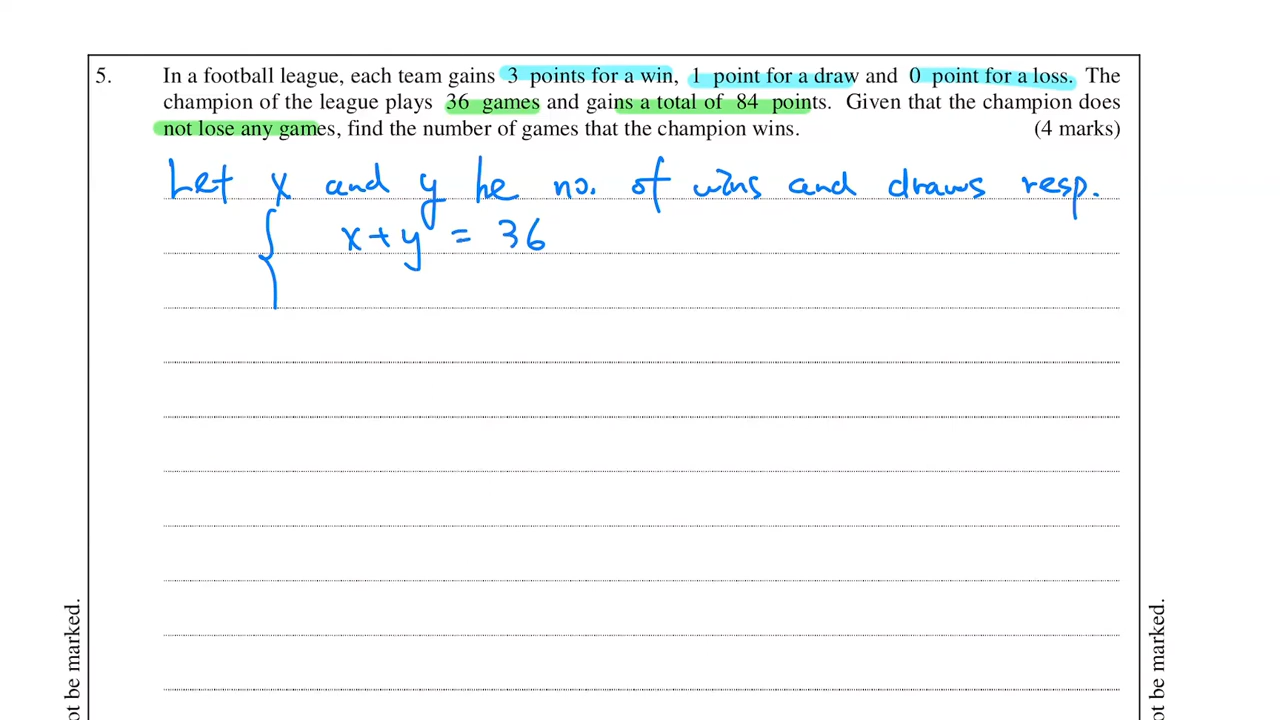 5. In a football league, each team gains 3 points for a win, 1 point for a draw and 0 point for a loss. The
champion of the league plays 36 games and gains a total of 84 points. Given that the champion does
not lose any games, find the number of games that the champion wins. (4 marks)
Let x and y be no. of wins and draws resp.
x+y = 36
ot be marked.
ot be marked.